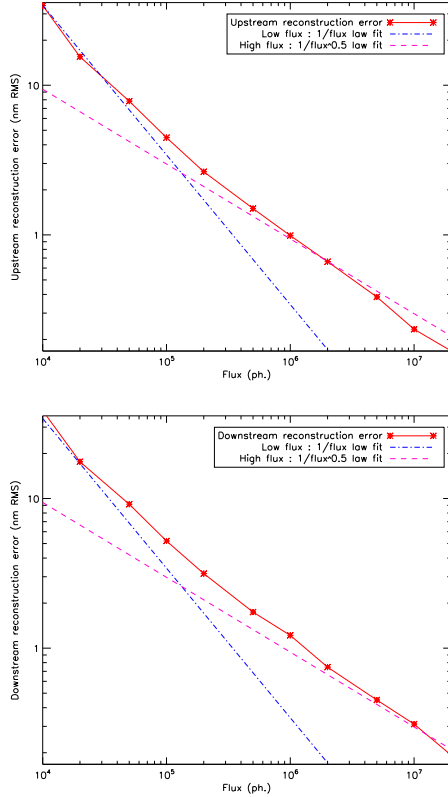 Upstream reconstruction error
Low flux : 1/flux law fit
High flux : 1/flux^0.5 law fit
10
1
Upstream reconstruction error (nm RMS)
10^4 10^5 10^6 10^7
Flux (ph.)
Downstream reconstruction error
Low flux : 1/flux law fit
High flux : 1/flux^0.5 law fit
10
1
Downstream reconstruction error (nm RMS)
10^4 10^5 10^6 10^7
Flux (ph.)